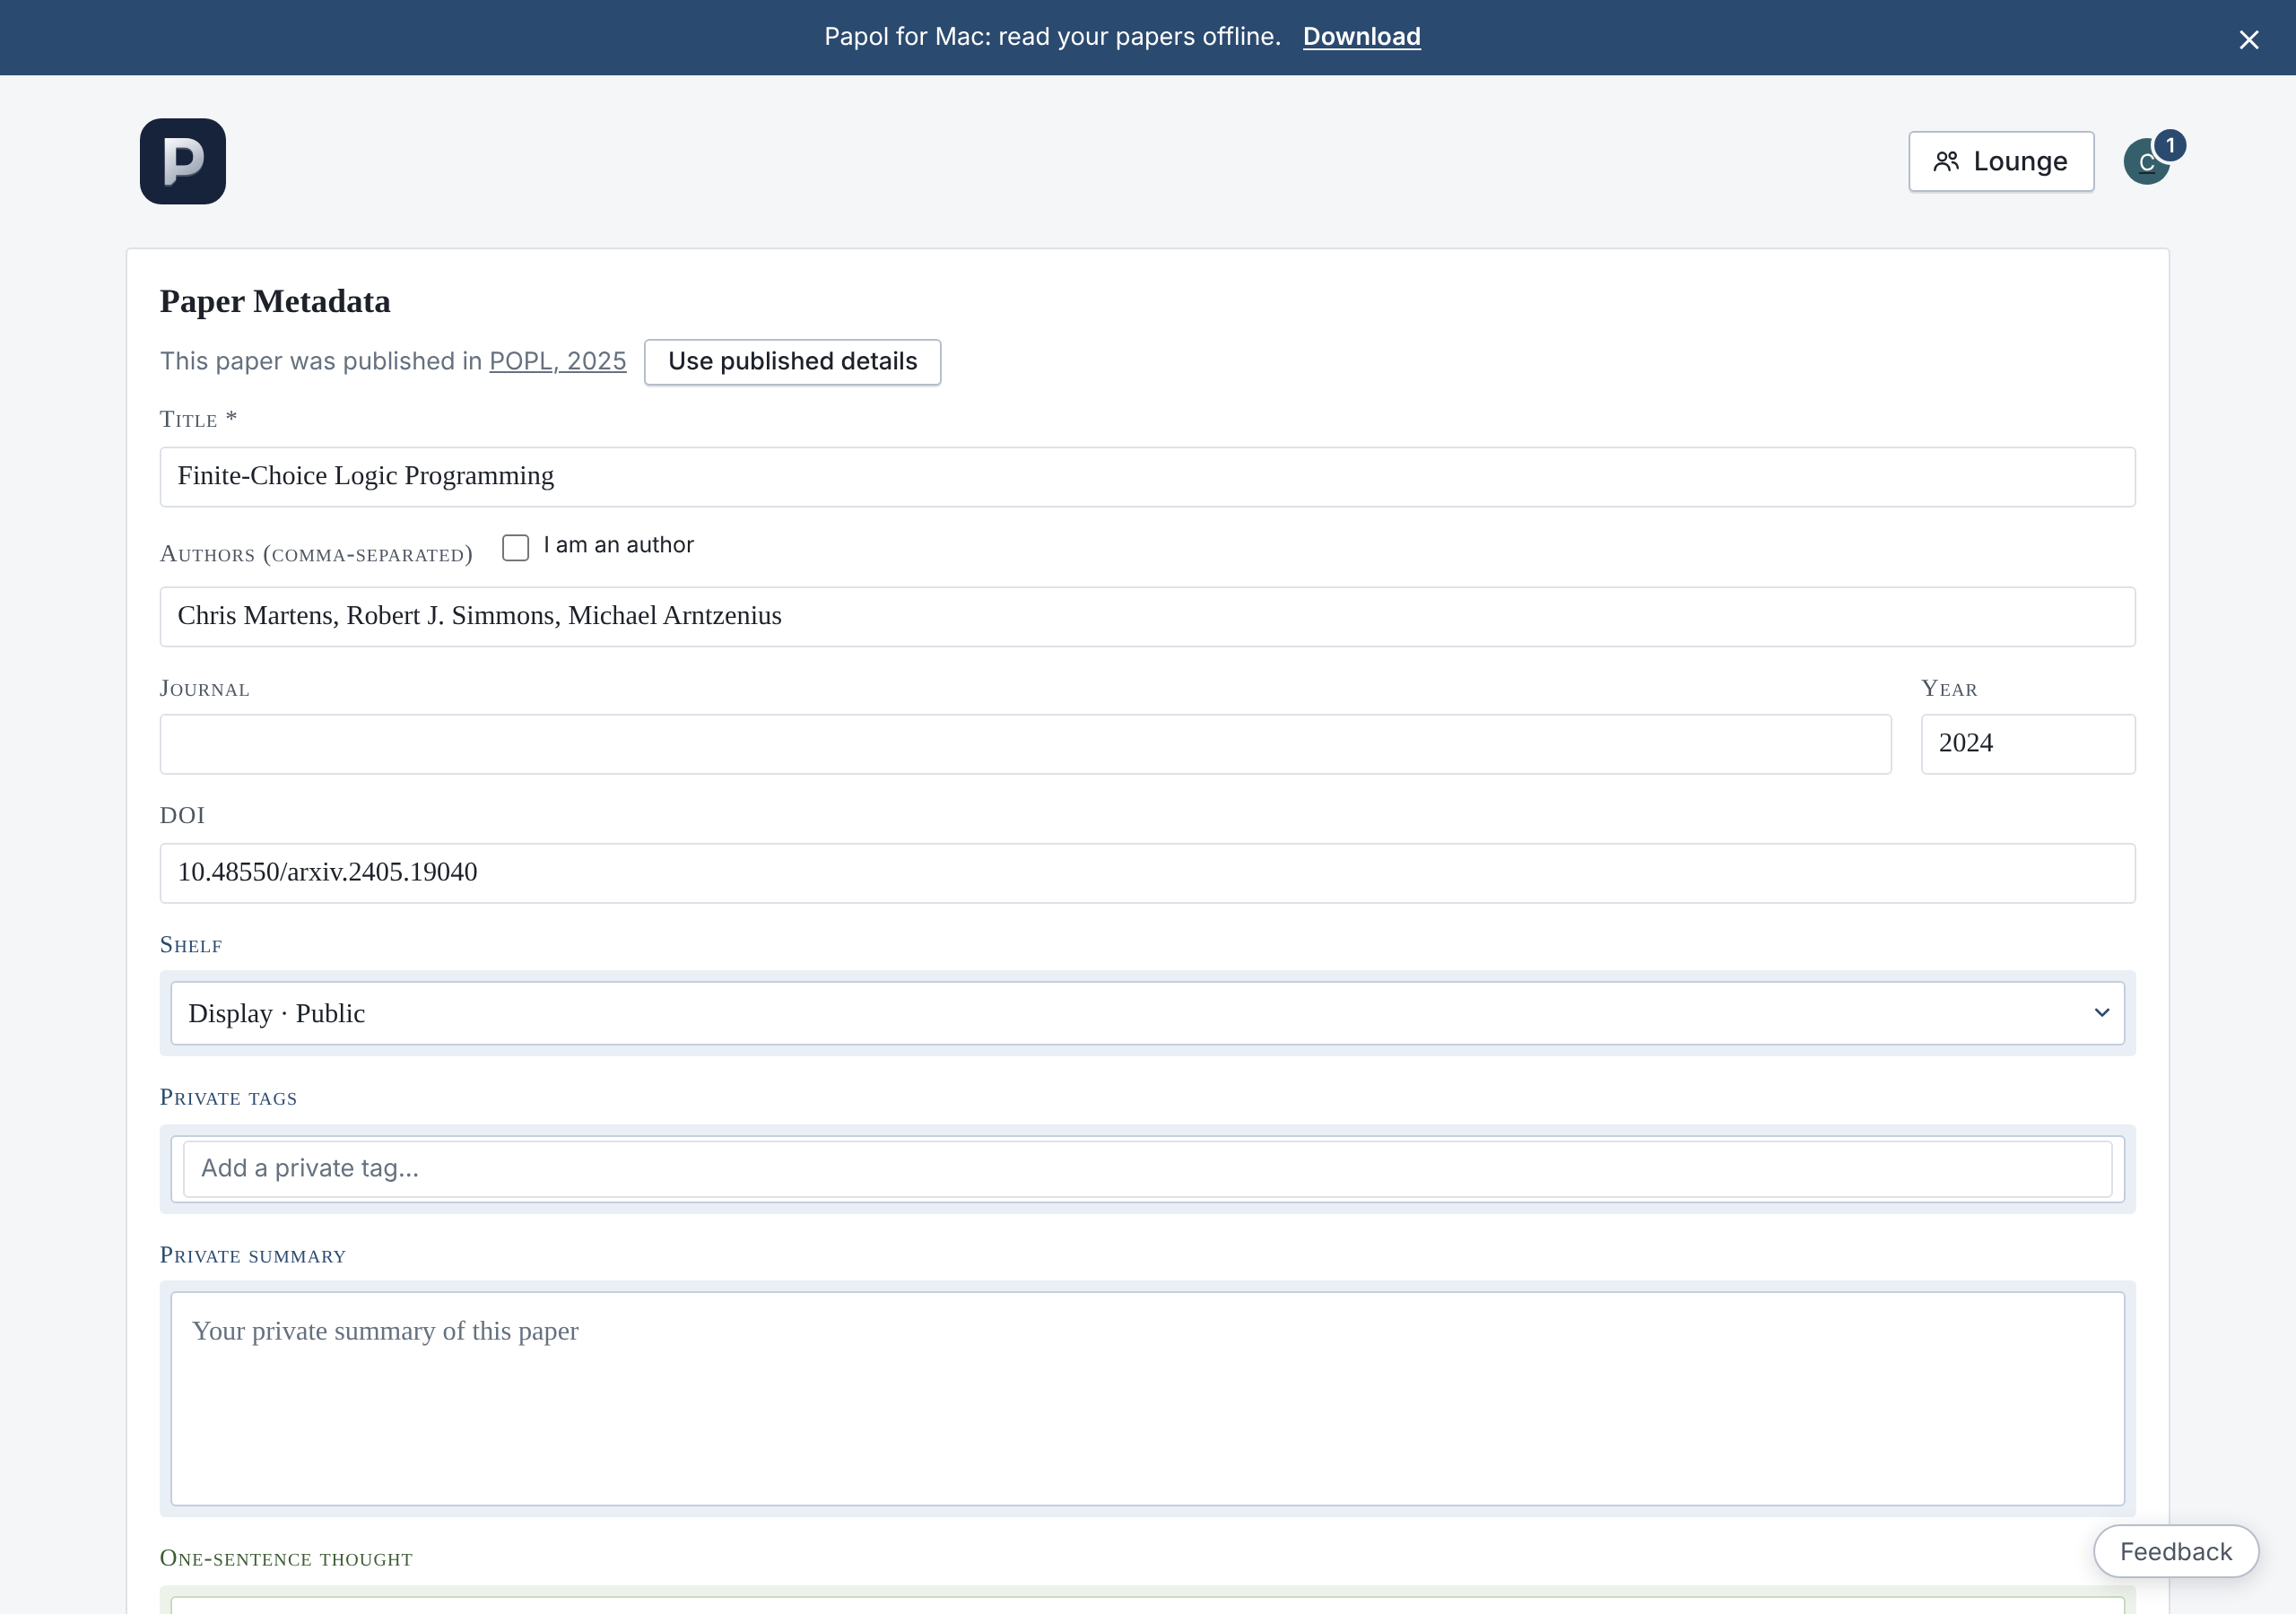 Papol for Mac: read your papers offline. Download
P
Lounge
C
1
Paper Metadata
This paper was published in POPL, 2025 Use published details
Title *
Finite-Choice Logic Programming
Authors (comma-separated) I am an author
Chris Martens, Robert J. Simmons, Michael Arntzenius
Journal
Year
2024
DOI
10.48550/arxiv.2405.19040
Shelf
Display · Public
Private tags
Add a private tag...
Private summary
Your private summary of this paper
One-sentence thought
Feedback